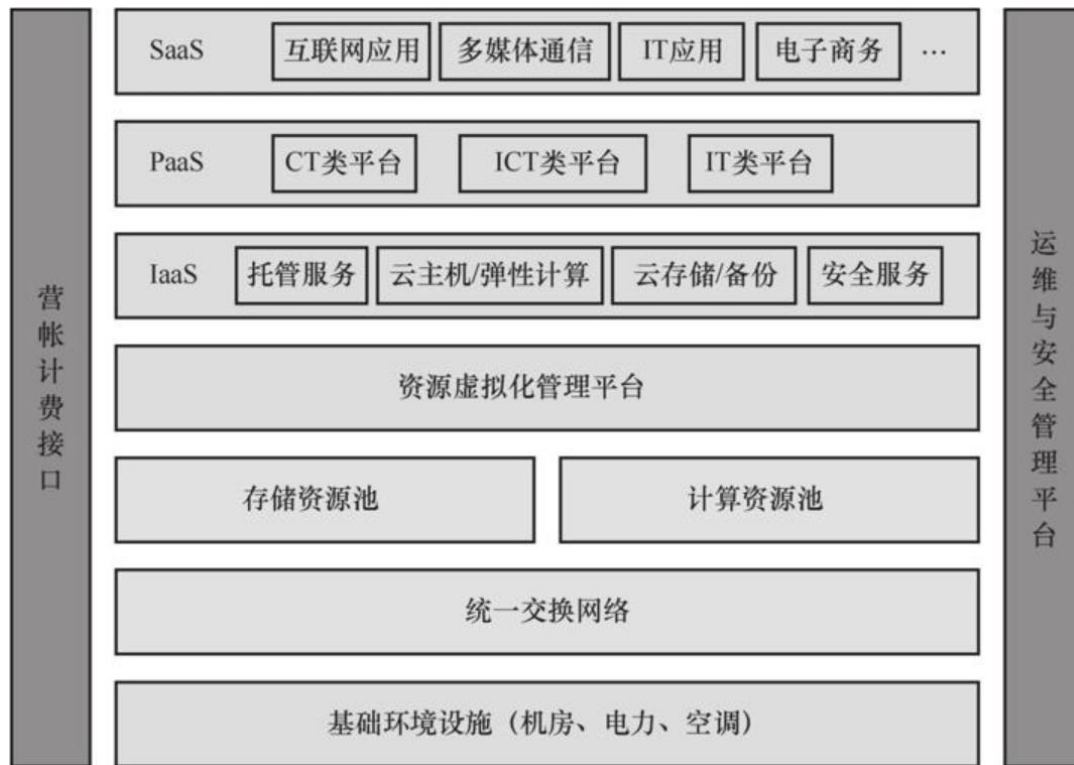 SaaS 互联网应用 多媒体通信 IT应用 电子商务 …
PaaS CT类平台 ICT类平台 IT类平台
IaaS 托管服务 云主机/弹性计算 云存储/备份 安全服务
资源虚拟化管理平台
存储资源池 计算资源池
统一交换网络
基础环境设施（机房、电力、空调）
营帐计费接口
运维与安全管理平台